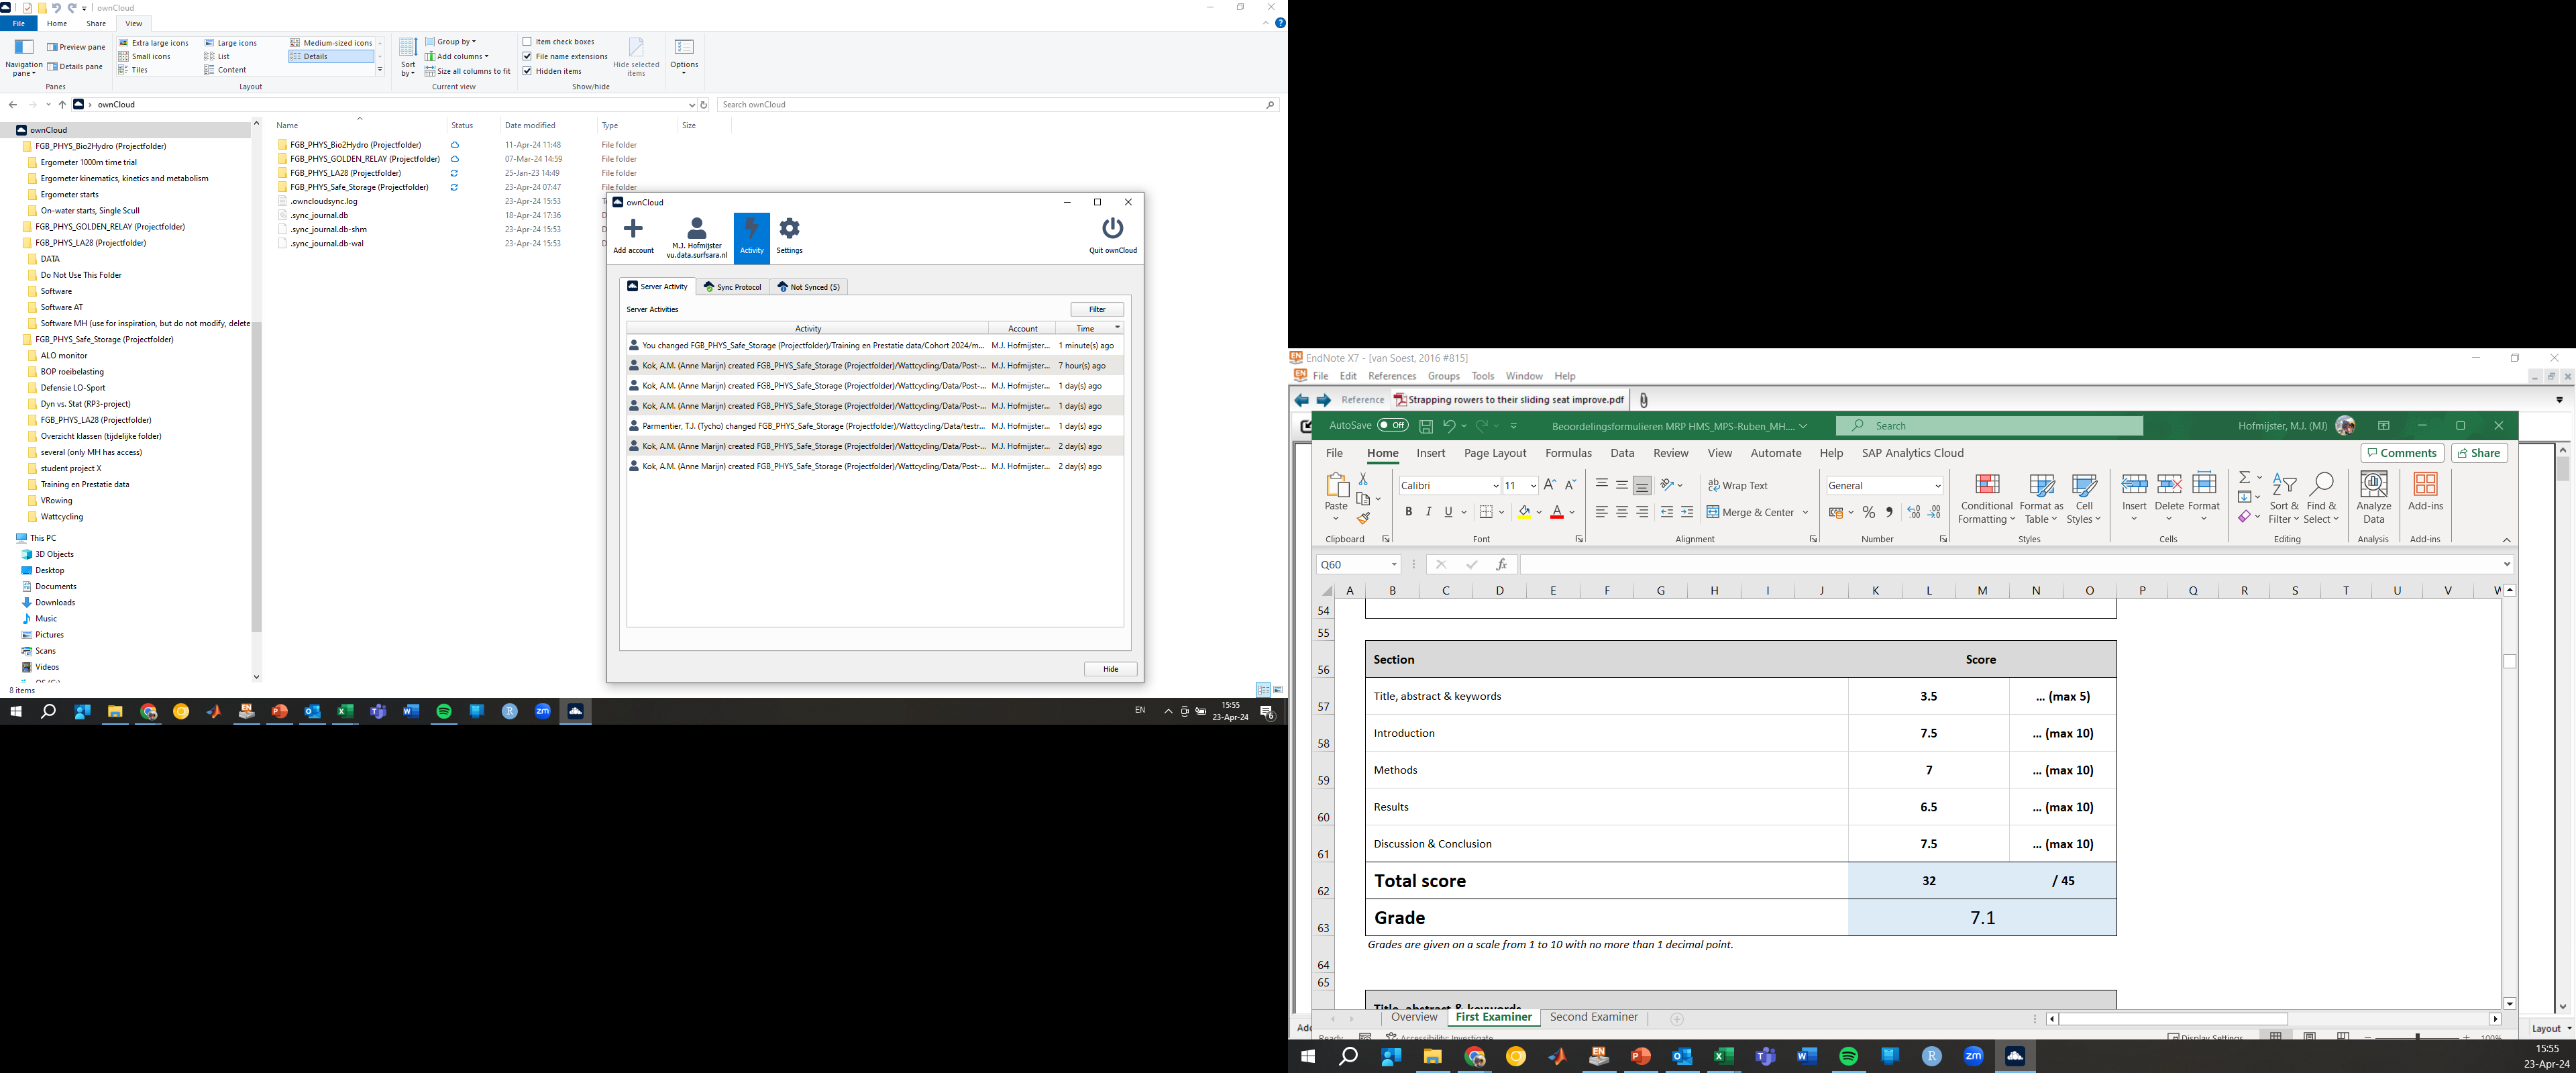 ownCloud
File Home Share View
Navigation pane
Preview pane
Details pane
Panes
Extra large icons Large icons Medium-sized icons
Small icons List Details
Tiles Content
Layout
Sort by
Group by
Add columns
Size all columns to fit
Current view
Item check boxes
File name extensions
Hidden items
Hide selected items
Show/hide
Options
ownCloud
Search ownCloud
ownCloud
FGB_PHYS_Bio2Hydro (Projectfolder)
Ergometer 1000m time trial
Ergometer kinematics, kinetics and metabolism
Ergometer starts
On-water starts, Single Scull
FGB_PHYS_GOLDEN_RELAY (Projectfolder)
FGB_PHYS_LA28 (Projectfolder)
DATA
Do Not Use This Folder
Software
Software AT
Software MH (use for inspiration, but do not modify, delete
FGB_PHYS_Safe_Storage (Projectfolder)
ALO monitor
BOP roeibelasting
Defensie LO-Sport
Dyn vs. Stat (RP3-project)
FGB_PHYS_LA28 (Projectfolder)
Overzicht klassen (tijdelijke folder)
several (only MH has access)
student project X
Training en Prestatie data
VRowing
Wattcycling
This PC
3D Objects
Desktop
Documents
Downloads
Music
Pictures
Scans
Videos
8 items
Name Status Date modified Type Size
FGB_PHYS_Bio2Hydro (Projectfolder) 11-Apr-24 11:48 File folder
FGB_PHYS_GOLDEN_RELAY (Projectfolder) 07-Mar-24 14:59 File folder
FGB_PHYS_LA28 (Projectfolder) 25-Jan-23 14:49 File folder
FGB_PHYS_Safe_Storage (Projectfolder) 23-Apr-24 07:47 File folder
.owncloudsync.log 23-Apr-24 15:53
.sync_journal.db 18-Apr-24 17:36
.sync_journal.db-shm 23-Apr-24 15:53
.sync_journal.db-wal 23-Apr-24 15:53
ownCloud
Add account
M.J. Hofmijster
vu.data.surfsara.nl
Activity
Settings
Quit ownCloud
Server Activity Sync Protocol Not Synced (5)
Server Activities Filter
Activity Account Time
You changed FGB_PHYS_Safe_Storage (Projectfolder)/Training en Prestatie data/Cohort 2024/m... M.J. Hofmijster... 1 minute(s) ago
Kok, A.M. (Anne Marijn) created FGB_PHYS_Safe_Storage (Projectfolder)/Wattcycling/Data/Post-... M.J. Hofmijster... 7 hour(s) ago
Kok, A.M. (Anne Marijn) created FGB_PHYS_Safe_Storage (Projectfolder)/Wattcycling/Data/Post-... M.J. Hofmijster... 1 day(s) ago
Kok, A.M. (Anne Marijn) created FGB_PHYS_Safe_Storage (Projectfolder)/Wattcycling/Data/Post-... M.J. Hofmijster... 1 day(s) ago
Parmentier, T.J. (Tycho) changed FGB_PHYS_Safe_Storage (Projectfolder)/Wattcycling/Data/testr... M.J. Hofmijster... 1 day(s) ago
Kok, A.M. (Anne Marijn) created FGB_PHYS_Safe_Storage (Projectfolder)/Wattcycling/Data/Post-... M.J. Hofmijster... 2 day(s) ago
Kok, A.M. (Anne Marijn) created FGB_PHYS_Safe_Storage (Projectfolder)/Wattcycling/Data/Post-... M.J. Hofmijster... 2 day(s) ago
Hide
EN
15:55
23-Apr-24
EndNote X7 - [van Soest, 2016 #815]
File Edit References Groups Tools Window Help
Reference Strapping rowers to their sliding seat improve.pdf
AutoSave Off Beoordelingsformulieren MRP HMS_MPS-Ruben_MH.... Search Hofmijster, M.J. (MJ)
File Home Insert Page Layout Formulas Data Review View Automate Help SAP Analytics Cloud Comments Share
Paste
Clipboard
Calibri 11
B I U
Font
Wrap Text
Merge & Center
Alignment
General
Number
Conditional Formatting
Format as Table
Cell Styles
Styles
Insert Delete Format
Cells
Sort & Filter
Find & Select
Editing
Analyze Data
Analysis
Add-ins
Add-ins
Q60 fx
A B C D E F G H I J K L M N O P Q R S T U V W
54
55
56 Section Score
57 Title, abstract & keywords 3.5 ... (max 5)
58 Introduction 7.5 ... (max 10)
59 Methods 7 ... (max 10)
60 Results 6.5 ... (max 10)
61 Discussion & Conclusion 7.5 ... (max 10)
62 Total score 32 / 45
63 Grade 7.1
64 Grades are given on a scale from 1 to 10 with no more than 1 decimal point.
65
Title, abstract & keywords
Overview First Examiner Second Examiner
Layout
15:55
23-Apr-24